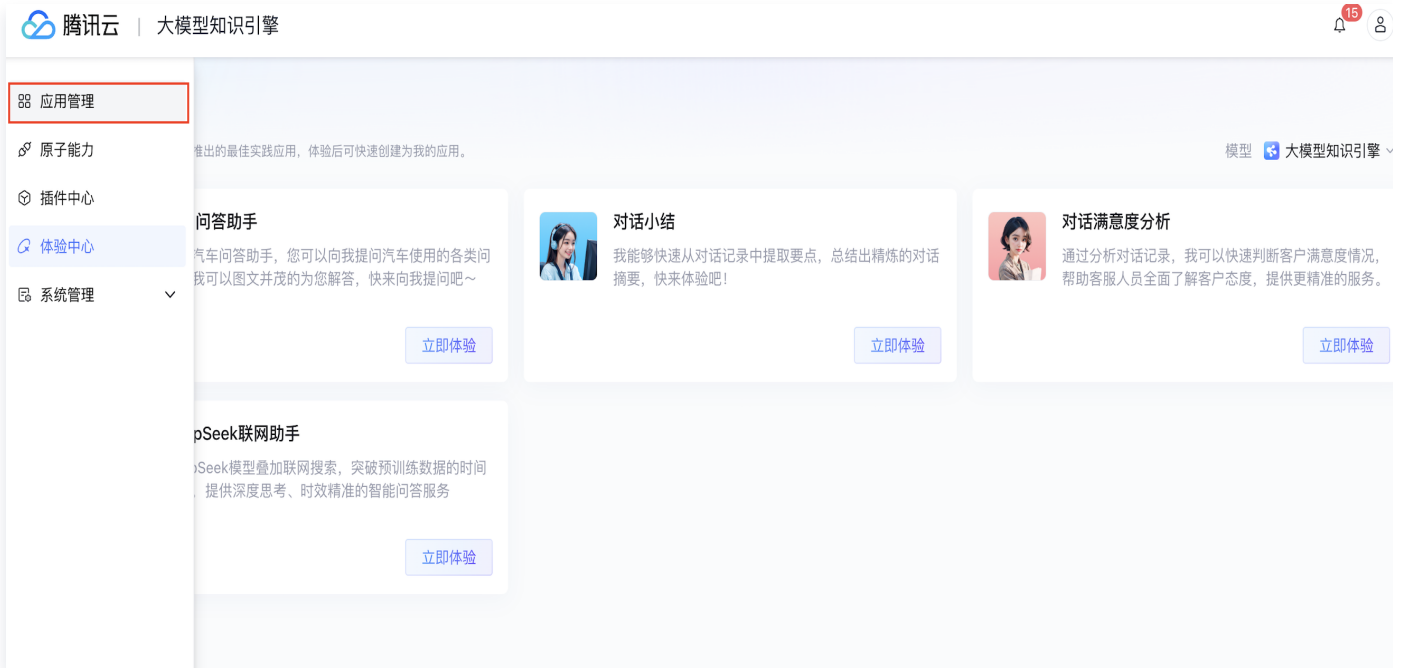 腾讯云 | 大模型知识引擎
15
应用管理
原子能力
插件中心
体验中心
系统管理
推出的最佳实践应用，体验后可快速创建为我的应用。
模型 大模型知识引擎
问答助手
汽车问答助手，您可以向我提问汽车使用的各类问
我可以图文并茂的为您解答，快来向我提问吧～
立即体验
对话小结
我能够快速从对话记录中提取要点，总结出精炼的对话
摘要，快来体验吧！
立即体验
对话满意度分析
通过分析对话记录，我可以快速判断客户满意度情况，
帮助客服人员全面了解客户态度，提供更精准的服务。
立即体验
pSeek联网助手
pSeek模型叠加联网搜索，突破预训练数据的时间
，提供深度思考、时效精准的智能问答服务
立即体验